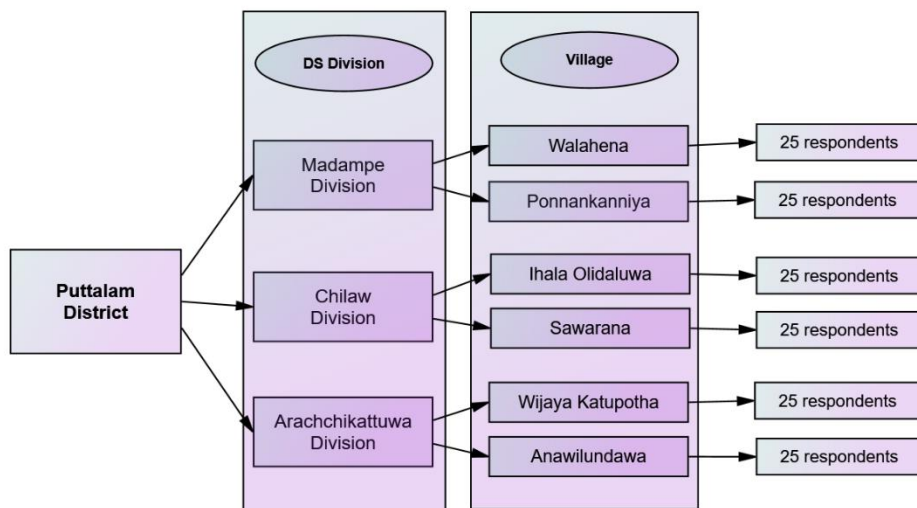 DS Division
Village
Puttalam
District
Madampe
Division
Walahena
25 respondents
Ponnankanniya
25 respondents
Chilaw
Division
Ihala Olidaluwa
25 respondents
Sawarana
25 respondents
Arachchikattuwa
Division
Wijaya Katupotha
25 respondents
Anawilundawa
25 respondents